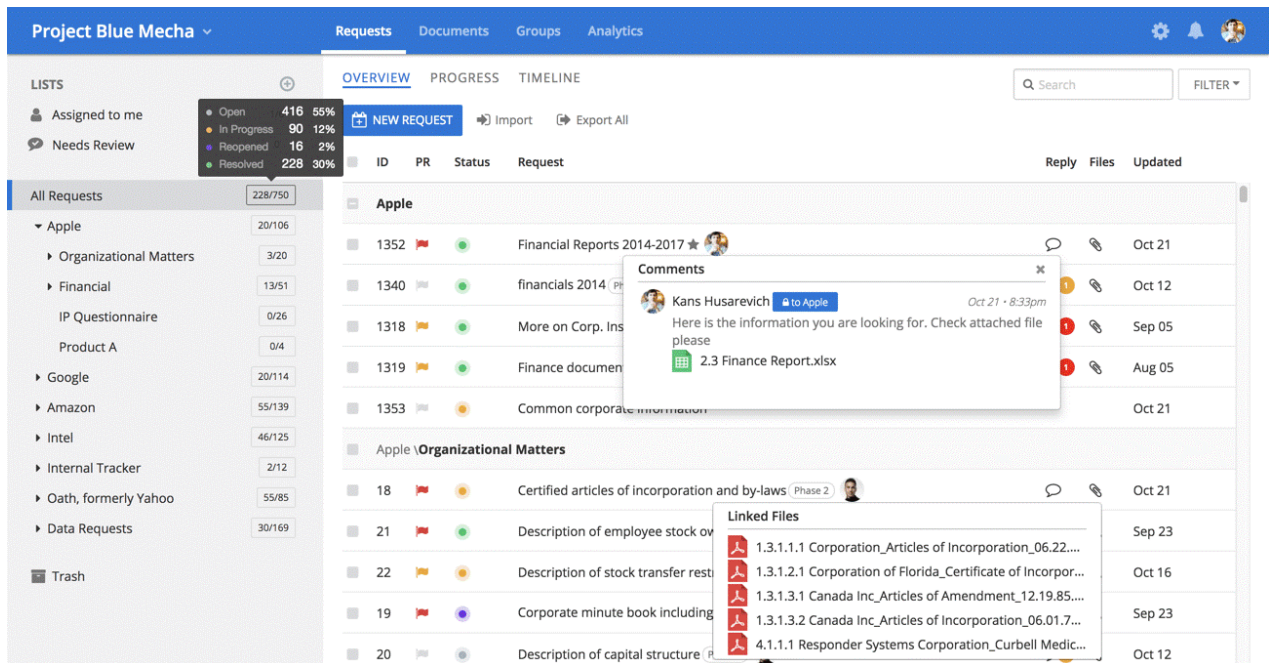 Project Blue Mecha
Requests Documents Groups Analytics
LISTS
Assigned to me
Needs Review
Open 416 55%
In Progress 90 12%
Reopened 16 2%
Resolved 228 30%
All Requests 228/750
Apple 20/106
Organizational Matters 3/20
Financial 13/51
IP Questionnaire 0/26
Product A 0/4
Google 20/114
Amazon 55/139
Intel 46/125
Internal Tracker 2/12
Oath, formerly Yahoo 55/85
Data Requests 30/169
Trash
OVERVIEW PROGRESS TIMELINE
Search
FILTER
NEW REQUEST Import Export All
ID PR Status Request Reply Files Updated
Apple
1352 Financial Reports 2014-2017 Oct 21
1340 financials 2014 1 Oct 12
1318 More on Corp. 1 Sep 05
1319 Finance 1 Aug 05
1353 Common corporate information Oct 21
Comments
Kans Husarevich to Apple Oct 21 • 8:33pm
Here is the information you are looking for. Check attached file
please
2.3 Finance Report.xlsx
Apple \Organizational Matters
18 Certified articles of incorporation and by-laws Phase 2 Oct 21
21 Description of employee stock Sep 23
22 Description of stock transfer Oct 16
19 Corporate minute book including Sep 23
20 Description of capital structure Oct 12
Linked Files
1.3.1.1.1 Corporation_Articles of Incorporation_06.22....
1.3.1.2.1 Corporation of Florida_Certificate of Incorpor...
1.3.1.3.1 Canada Inc_Articles of Amendment_12.19.85....
1.3.1.3.2 Canada Inc_Articles of Incorporation_06.01.7...
4.1.1.1 Responder Systems Corporation_Curbell Medic...